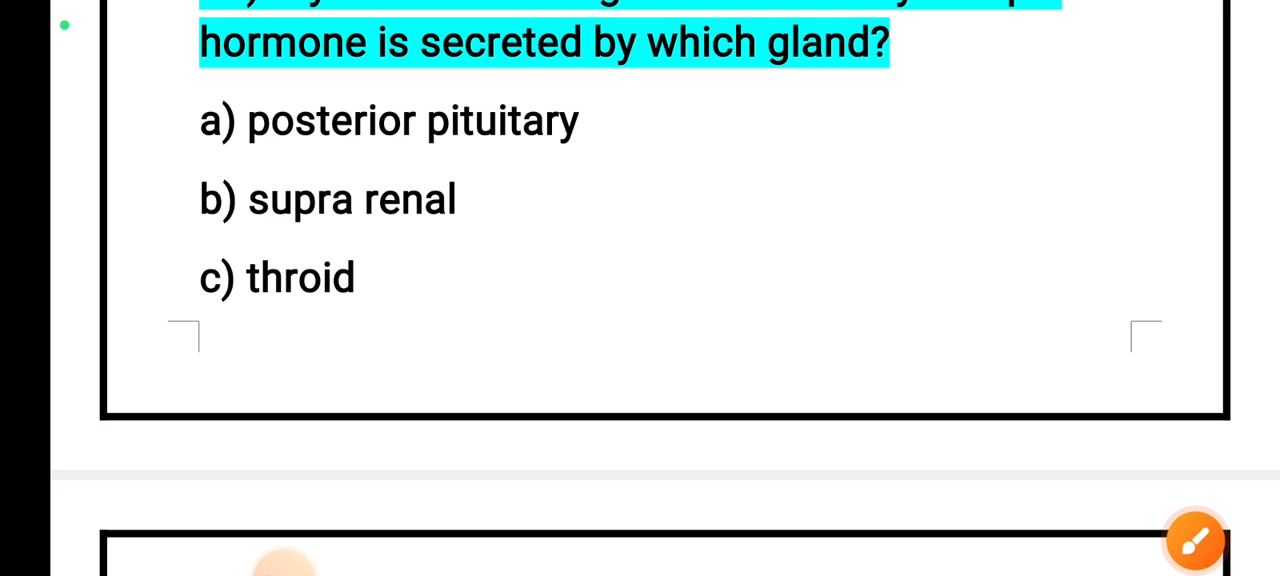 hormone is secreted by which gland?
a) posterior pituitary
b) supra renal
c) throid